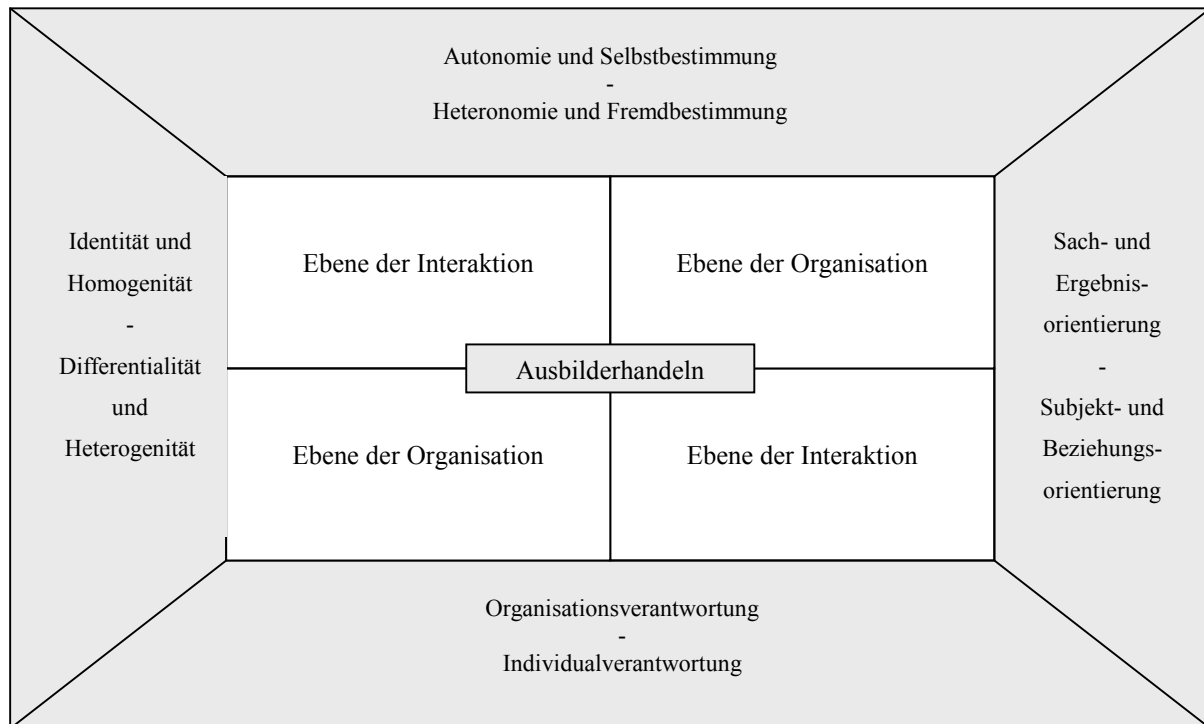 Autonomie und Selbstbestimmung
-
Heteronomie und Fremdbestimmung
Identität und
Homogenität
-
Differentialität
und
Heterogenität
Ebene der Interaktion
Ebene der Organisation
Ausbilderhandeln
Ebene der Organisation
Ebene der Interaktion
Sach- und
Ergebnis-
orientierung
-
Subjekt- und
Beziehungs-
orientierung
Organisationsverantwortung
-
Individualverantwortung